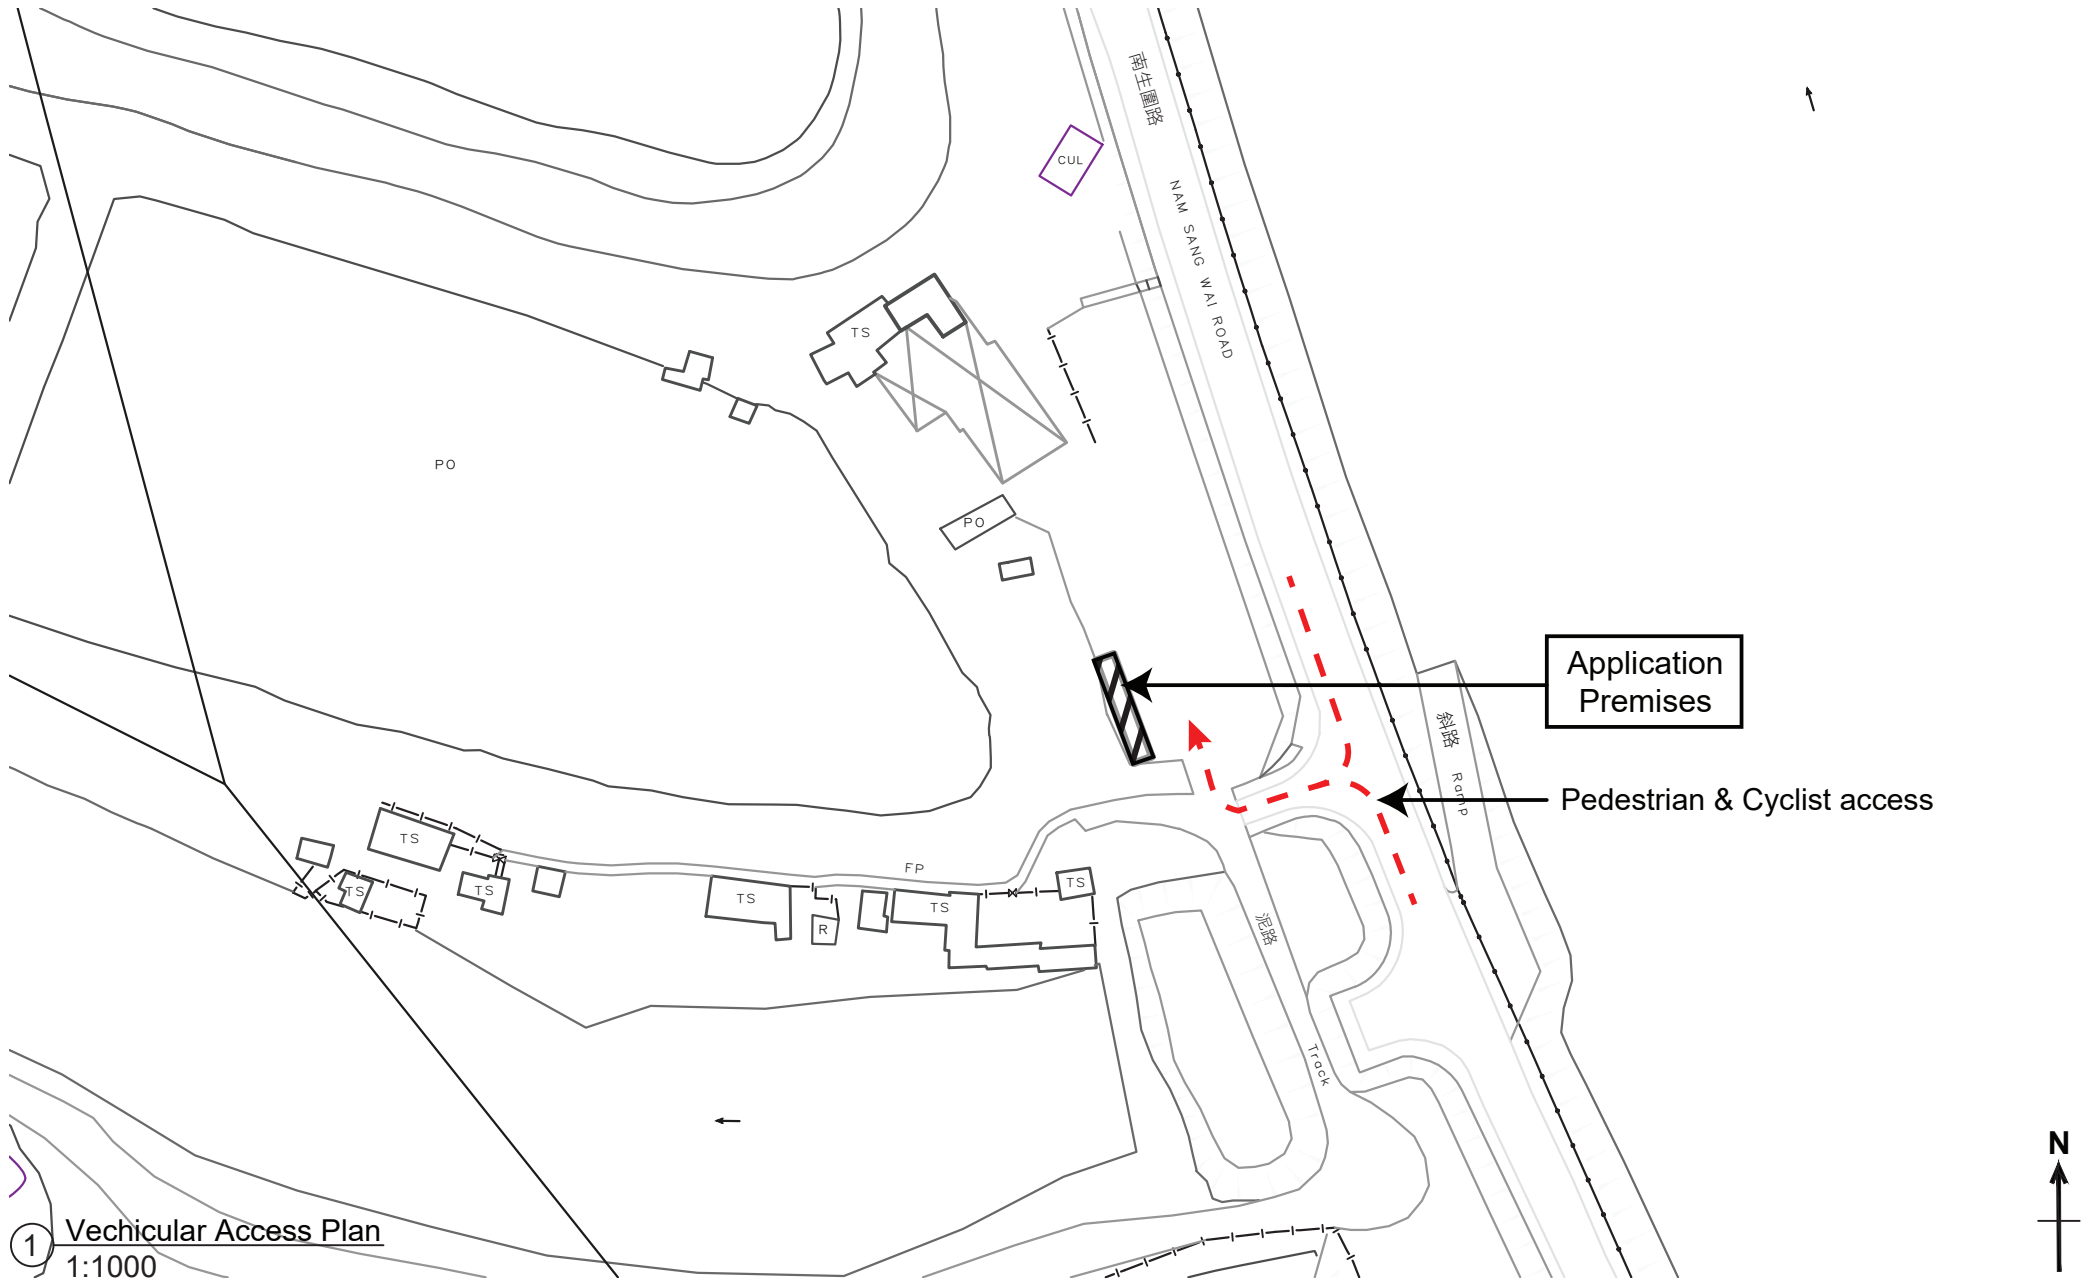 南生圍路
CUL
NAM SANG WAI ROAD
TS
PO
PO
Application
Premises
斜路 Ramp
Pedestrian & Cyclist access
TS
FP
TS
TS
TS
TS
TS
R
泥路
Track
N
1 Vechicular Access Plan
1:1000